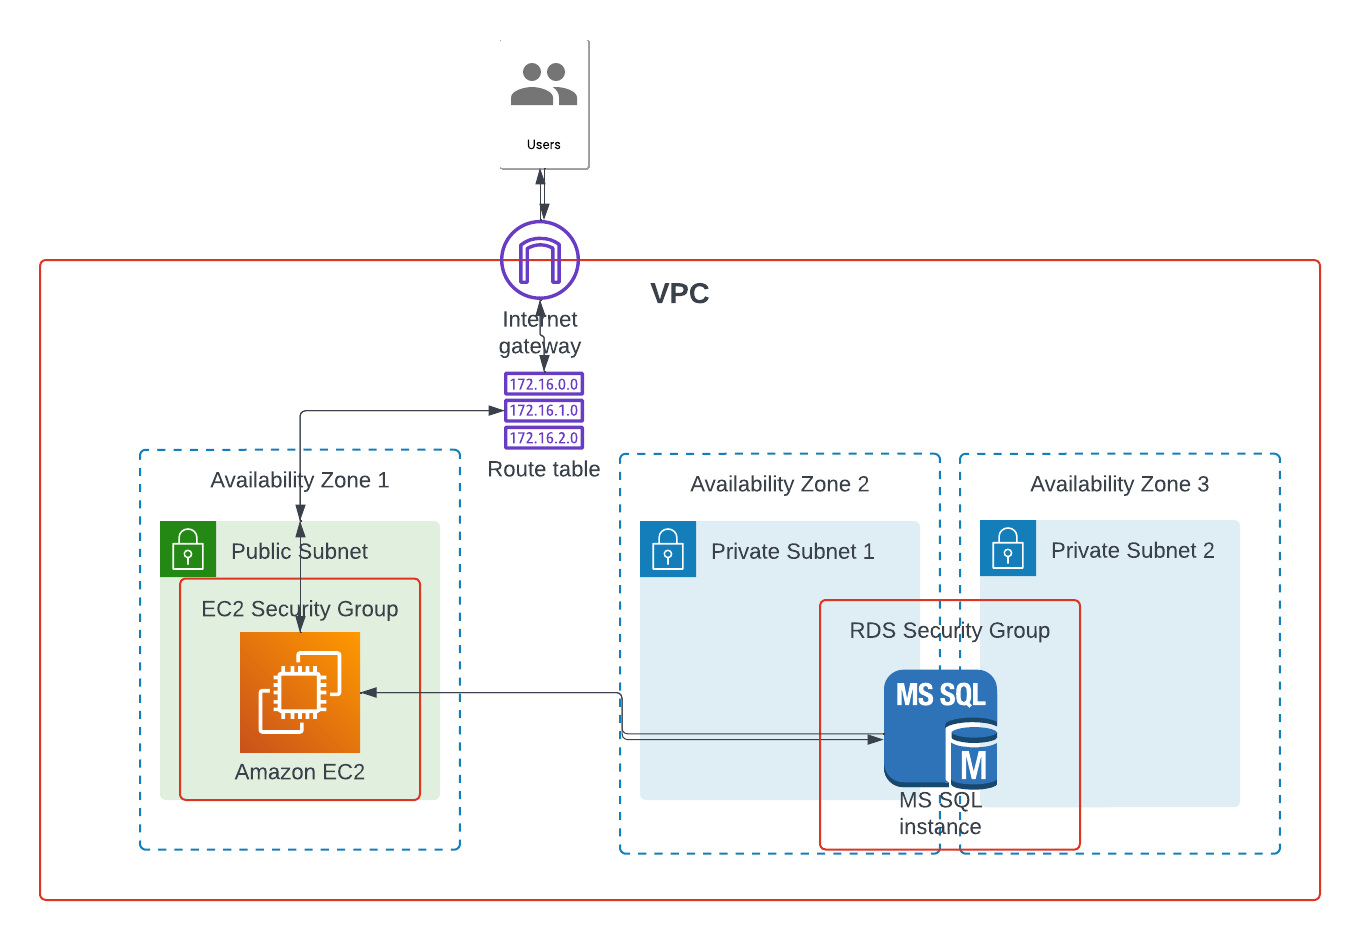 Users
VPC
Internet
gateway
172.16.0.0
172.16.1.0
172.16.2.0
Route table
Availability Zone 1
Public Subnet
EC2 Security Group
Amazon EC2
Availability Zone 2
Private Subnet 1
Availability Zone 3
Private Subnet 2
RDS Security Group
MS SQL
M
MS SQL
instance